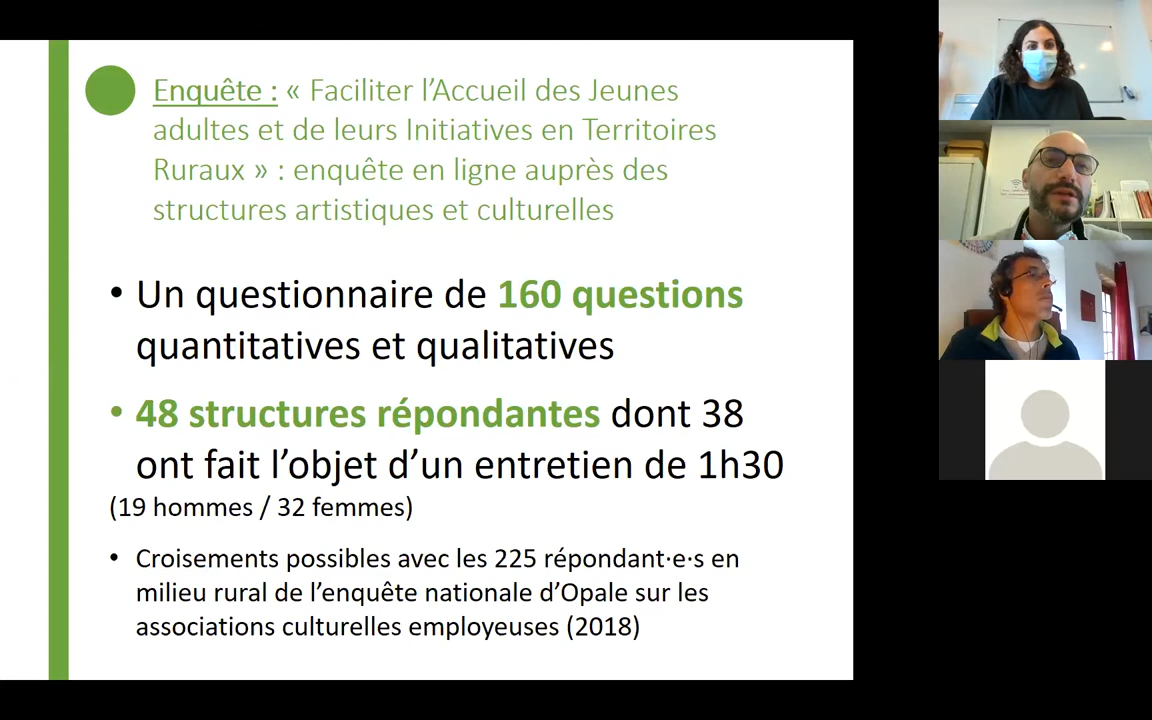 Enquête : « Faciliter l’Accueil des Jeunes
adultes et de leurs Initiatives en Territoires
Ruraux » : enquête en ligne auprès des
structures artistiques et culturelles
• Un questionnaire de 160 questions
quantitatives et qualitatives
• 48 structures répondantes dont 38
ont fait l’objet d’un entretien de 1h30
(19 hommes / 32 femmes)
• Croisements possibles avec les 225 répondant·e·s en
milieu rural de l’enquête nationale d’Opale sur les
associations culturelles employeuses (2018)